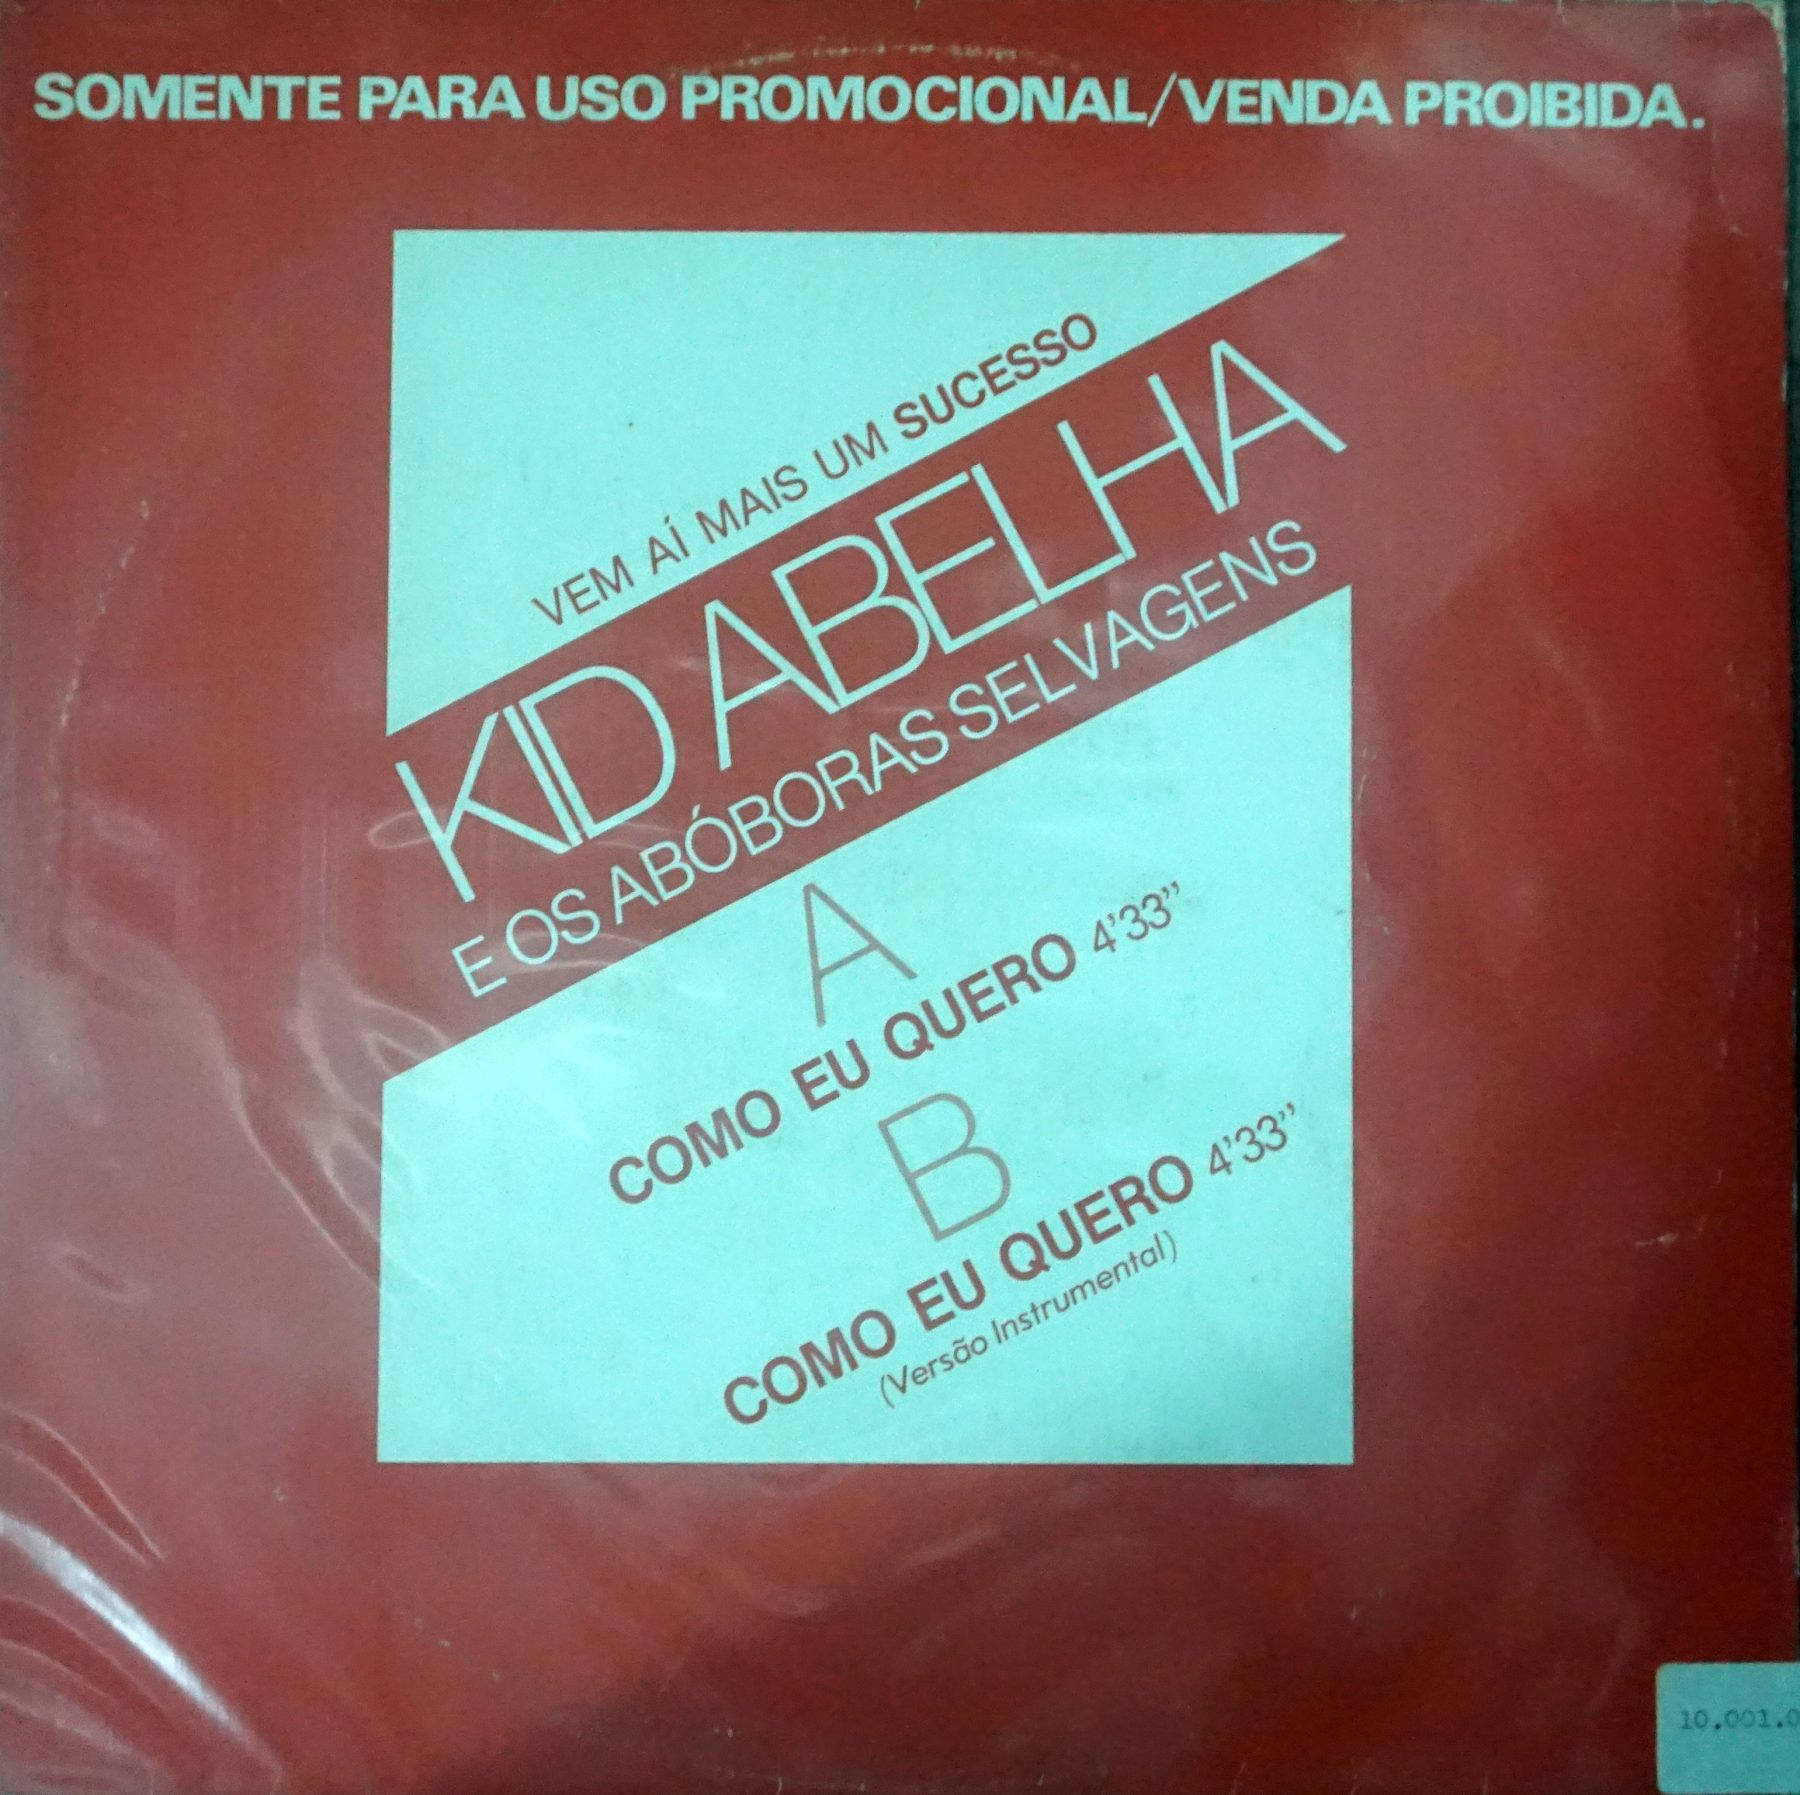 SOMENTE PARA USO PROMOCIONAL/VENDA PROIBIDA.
VEM AÍ MAIS UM SUCESSO
KID ABELHA
E OS ABÓBORAS SELVAGENS
A
COMO EU QUERO 4'33"
B
COMO EU QUERO 4'33"
(Versão Instrumental)
10.001.0